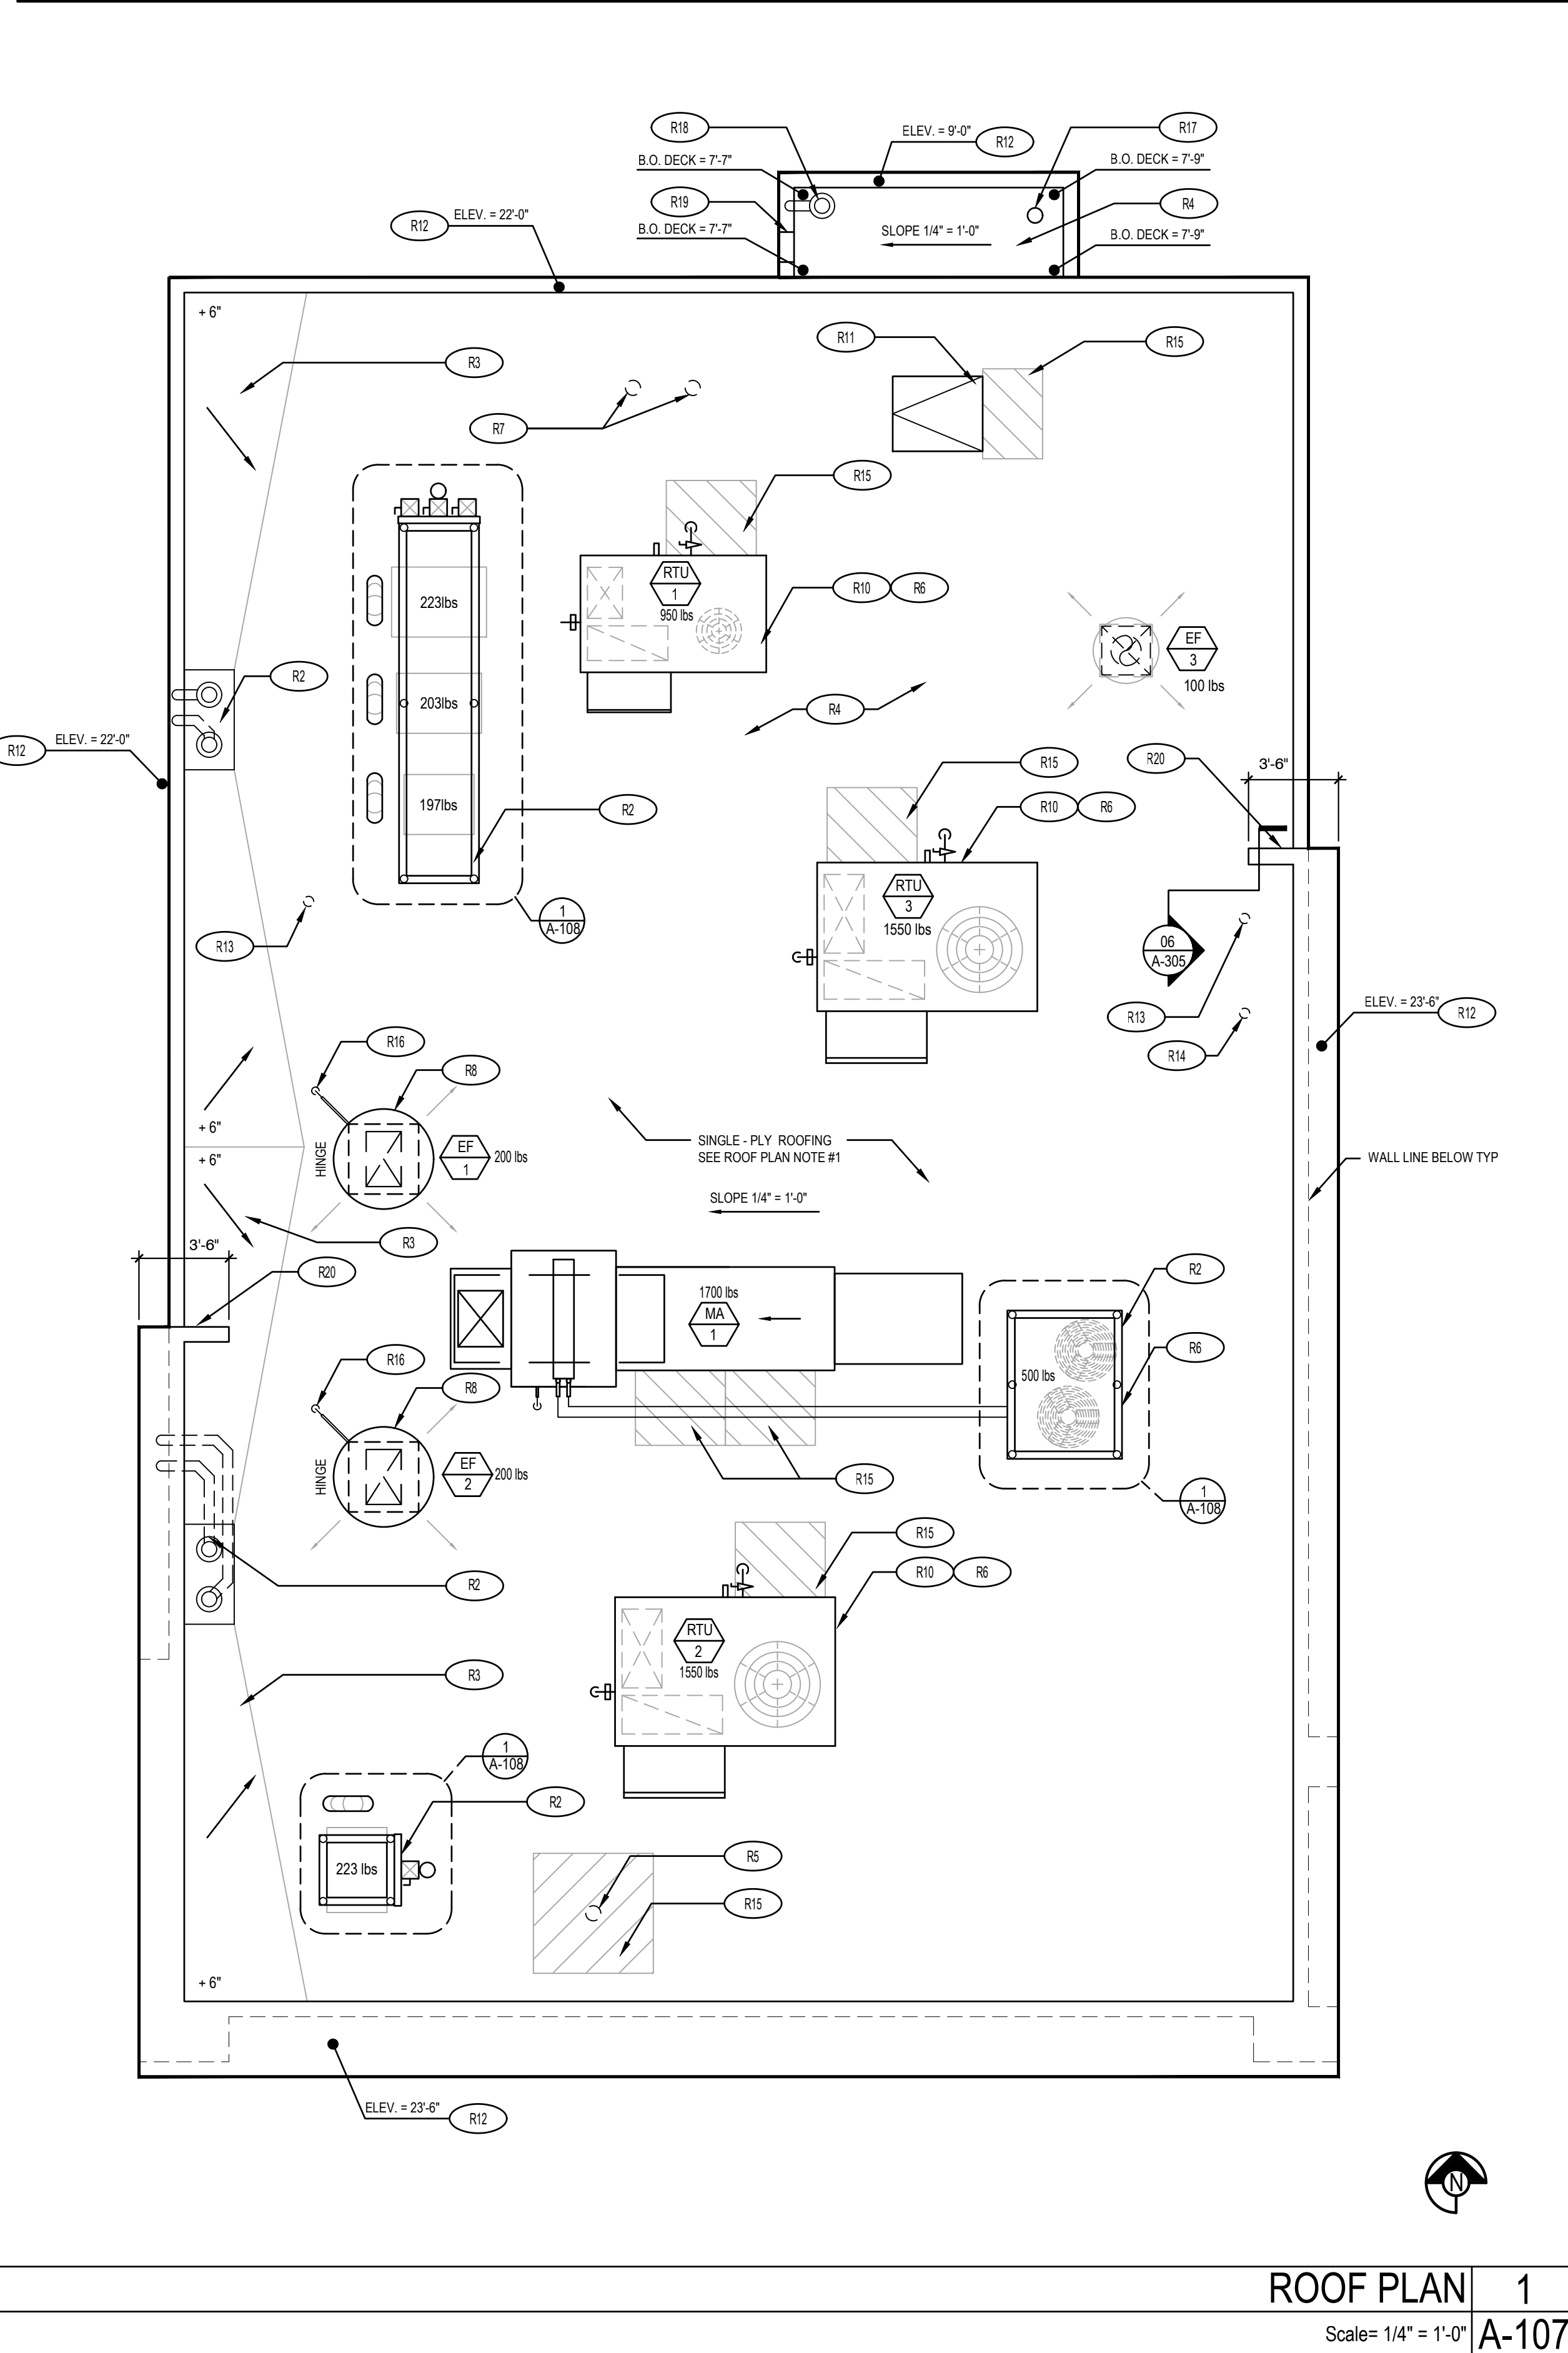 R18
ELEV. = 9'-0"
R12
R17
B.O. DECK = 7'-7"
B.O. DECK = 7'-9"
R19
R4
R12
ELEV. = 22'-0"
B.O. DECK = 7'-7"
SLOPE 1/4" = 1'-0"
B.O. DECK = 7'-9"
+ 6"
R11
R15
R3
R7
R15
RTU
1
950 lbs
R10
R6
223lbs
EF
3
100 lbs
R2
203lbs
R4
R12
ELEV. = 22'-0"
R15
R20
3'-6"
197lbs
R2
R10
R6
RTU
3
1550 lbs
1
A-108
R13
06
A-305
R13
ELEV. = 23'-6"
R12
R14
R16
R8
+ 6"
+ 6"
HINGE
EF
1
200 lbs
SINGLE - PLY ROOFING
SEE ROOF PLAN NOTE #1
WALL LINE BELOW TYP
SLOPE 1/4" = 1'-0"
R3
3'-6"
R20
R2
1700 lbs
MA
1
R6
R16
R8
500 lbs
HINGE
EF
2
200 lbs
R15
1
A-108
R15
R2
R10
R6
RTU
2
1550 lbs
R3
1
A-108
R2
223 lbs
R5
R15
+ 6"
ELEV. = 23'-6"
R12
N
ROOF PLAN
1
Scale= 1/4" = 1'-0"
A-107